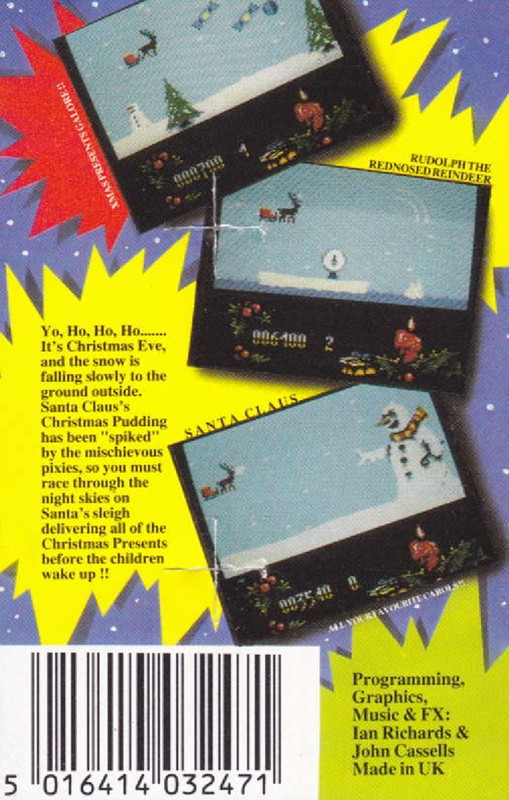 XMAS PRESENTS GALORE !!
000700 4
RUDOLPH THE
REDNOSED REINDEER
006400 2
Yo, Ho, Ho, Ho.......
It's Christmas Eve,
and the snow is
falling slowly to the
ground outside.
Santa Claus's
Christmas Pudding
has been "spiked"
by the mischievous
pixies, so you must
race through the
night skies on
Santa's sleigh
delivering all of the
Christmas Presents
before the children
wake up !!
SANTA CLAUS
003540 0
ALL YOUR FAVOURITE CAROLS!!
Programming,
Graphics,
Music & FX:
Ian Richards &
John Cassells
Made in UK
5 016414 032471